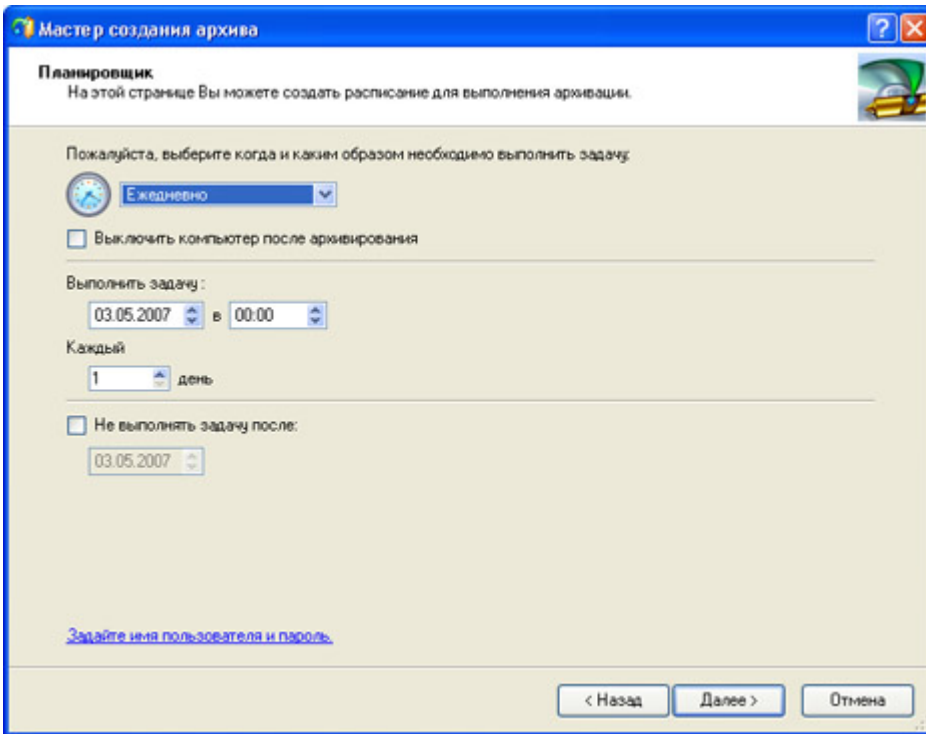 Мастер создания архива
Планировщик
На этой странице Вы можете создать расписание для выполнения архивации.
Пожалуйста, выберите когда и каким образом необходимо выполнить задачу:
Ежедневно
Выключить компьютер после архивирования
Выполнить задачу :
03.05.2007 в 00:00
Каждый
1 день
Не выполнять задачу после:
03.05.2007
Задайте имя пользователя и пароль.
< Назад Далее > Отмена